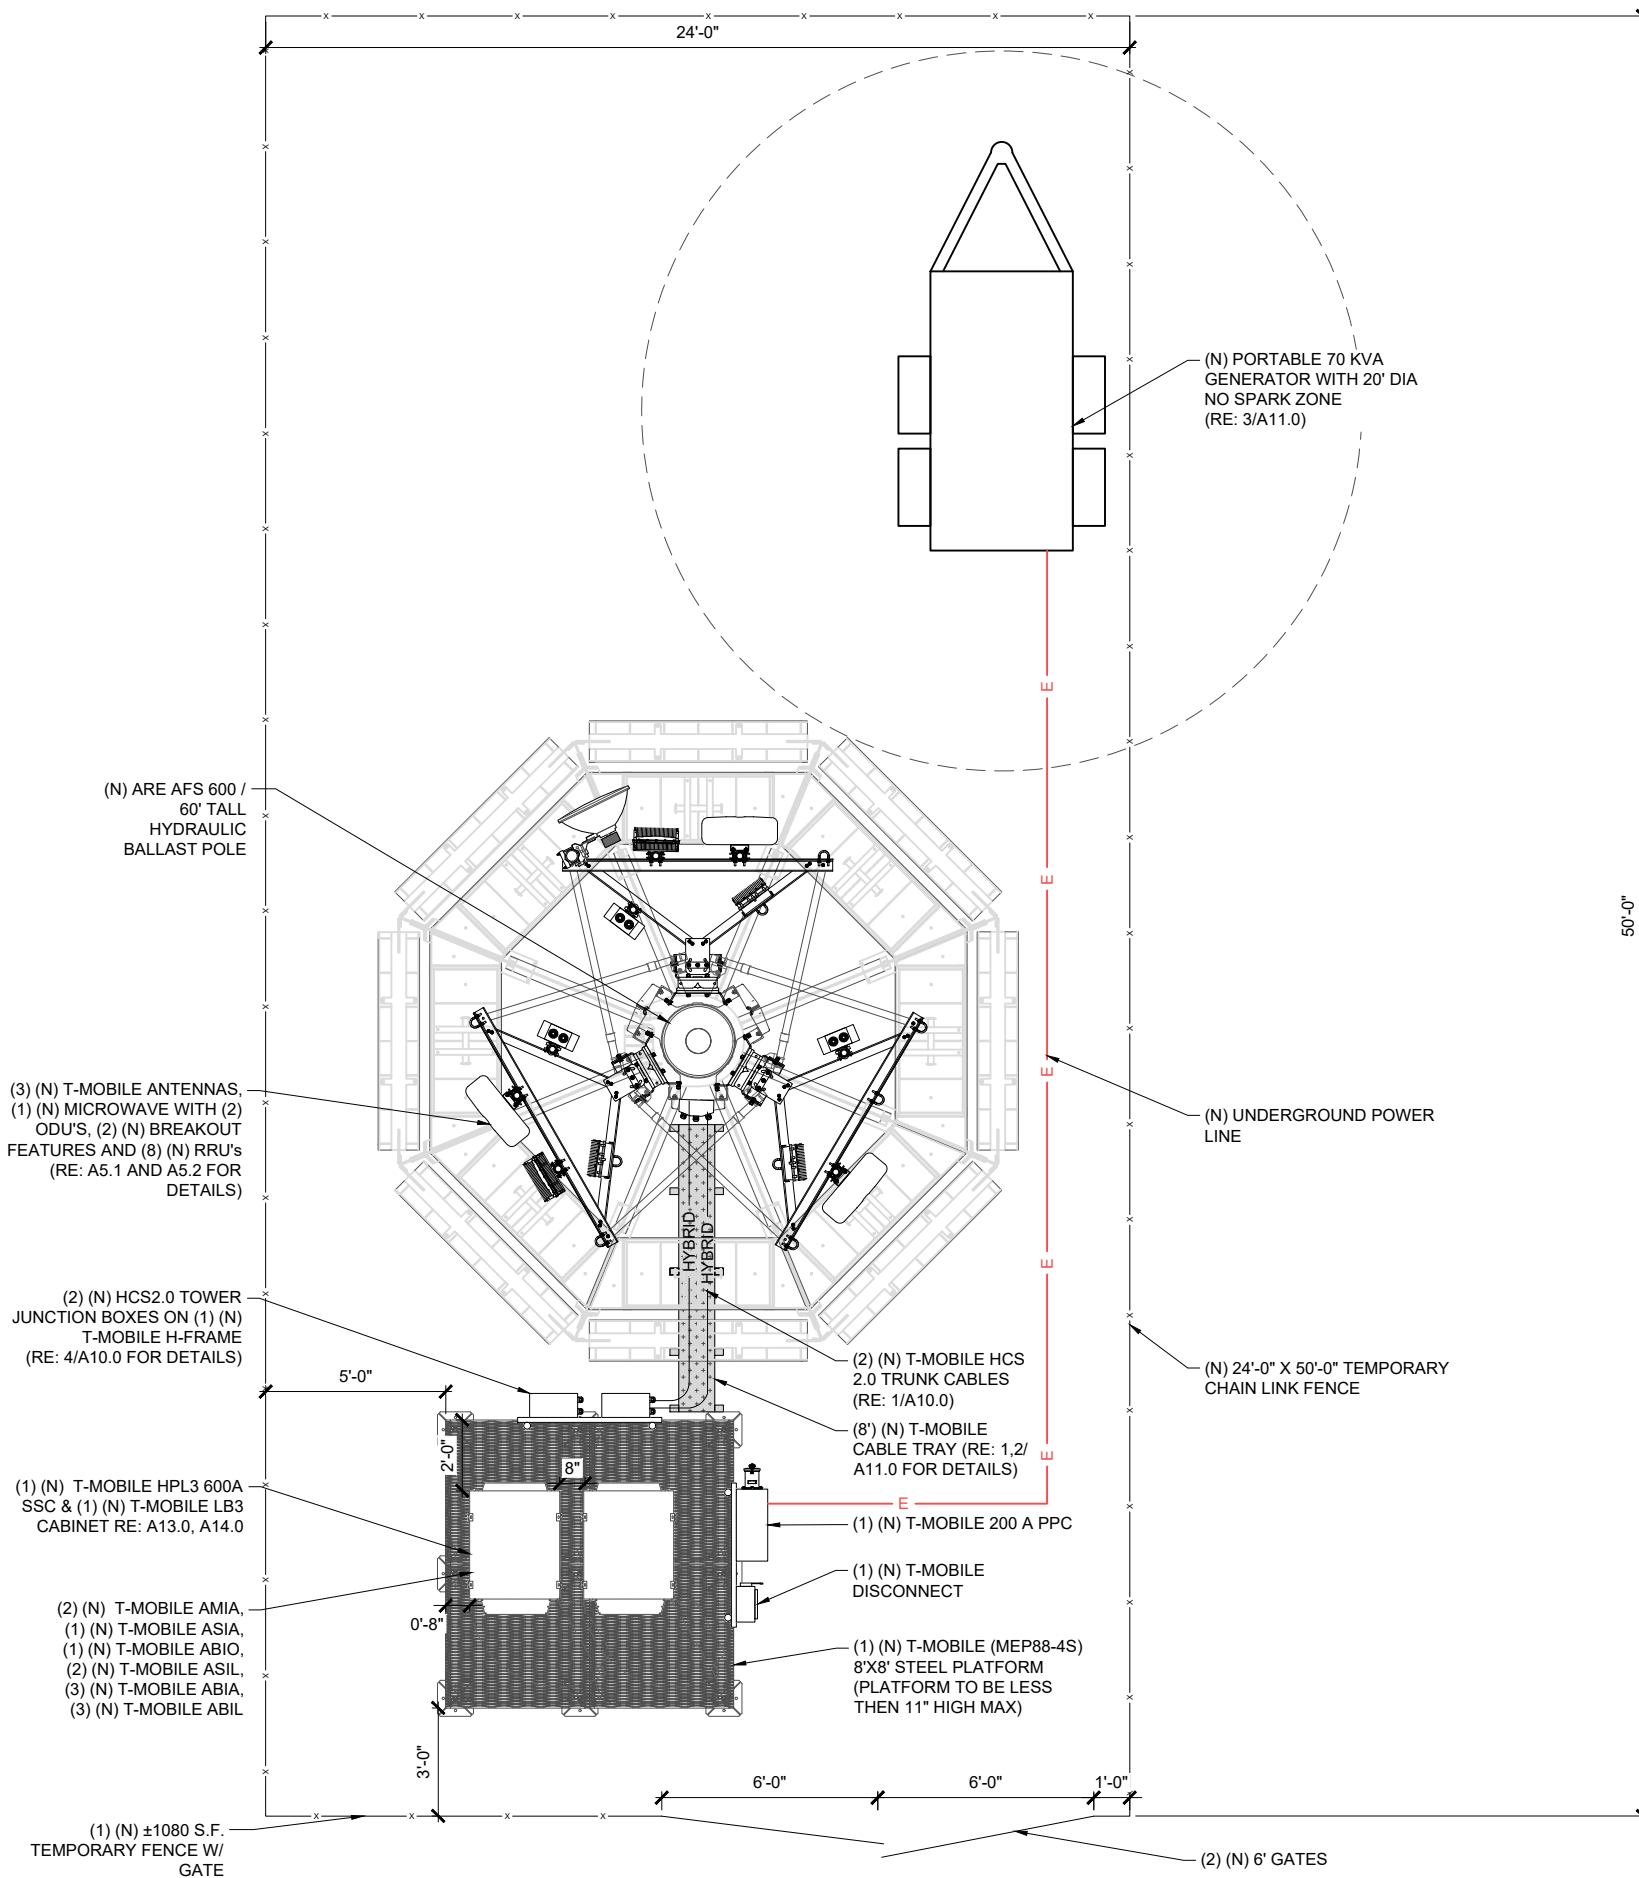 24'-0"
(N) PORTABLE 70 KVA
GENERATOR WITH 20' DIA
NO SPARK ZONE
(RE: 3/A11.0)
(N) ARE AFS 600 /
60' TALL
HYDRAULIC
BALLAST POLE
50'-0"
(3) (N) T-MOBILE ANTENNAS,
(1) (N) MICROWAVE WITH (2)
ODU'S, (2) (N) BREAKOUT
FEATURES AND (8) (N) RRU's
(RE: A5.1 AND A5.2 FOR
DETAILS)
(N) UNDERGROUND POWER
LINE
E
E
E
E
E
HYBRID
HYBRID
(2) (N) HCS2.0 TOWER
JUNCTION BOXES ON (1) (N)
T-MOBILE H-FRAME
(RE: 4/A10.0 FOR DETAILS)
(2) (N) T-MOBILE HCS
2.0 TRUNK CABLES
(RE: 1/A10.0)
(N) 24'-0" X 50'-0" TEMPORARY
CHAIN LINK FENCE
5'-0"
(8') (N) T-MOBILE
CABLE TRAY (RE: 1,2/
A11.0 FOR DETAILS)
2'-0"
8"
(1) (N) T-MOBILE HPL3 600A
SSC & (1) (N) T-MOBILE LB3
CABINET RE: A13.0, A14.0
(1) (N) T-MOBILE 200 A PPC
(1) (N) T-MOBILE
DISCONNECT
(2) (N) T-MOBILE AMIA,
(1) (N) T-MOBILE ASIA,
(1) (N) T-MOBILE ABIO,
(2) (N) T-MOBILE ASIL,
(3) (N) T-MOBILE ABIA,
(3) (N) T-MOBILE ABIL
0'-8"
(1) (N) T-MOBILE (MEP88-4S)
8'X8' STEEL PLATFORM
(PLATFORM TO BE LESS
THEN 11" HIGH MAX)
3'-0"
6'-0"
6'-0"
1'-0"
(1) (N) ±1080 S.F.
TEMPORARY FENCE W/
GATE
(2) (N) 6' GATES